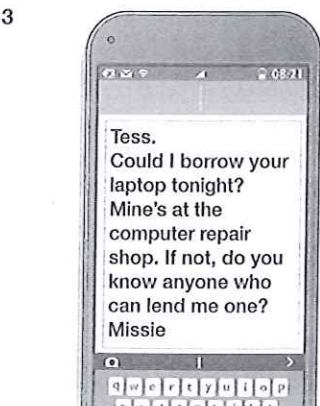 3
08:21
Tess.
Could I borrow your
laptop tonight?
Mine's at the
computer repair
shop. If not, do you
know anyone who
can lend me one?
Missie
q w e r t y u i o p